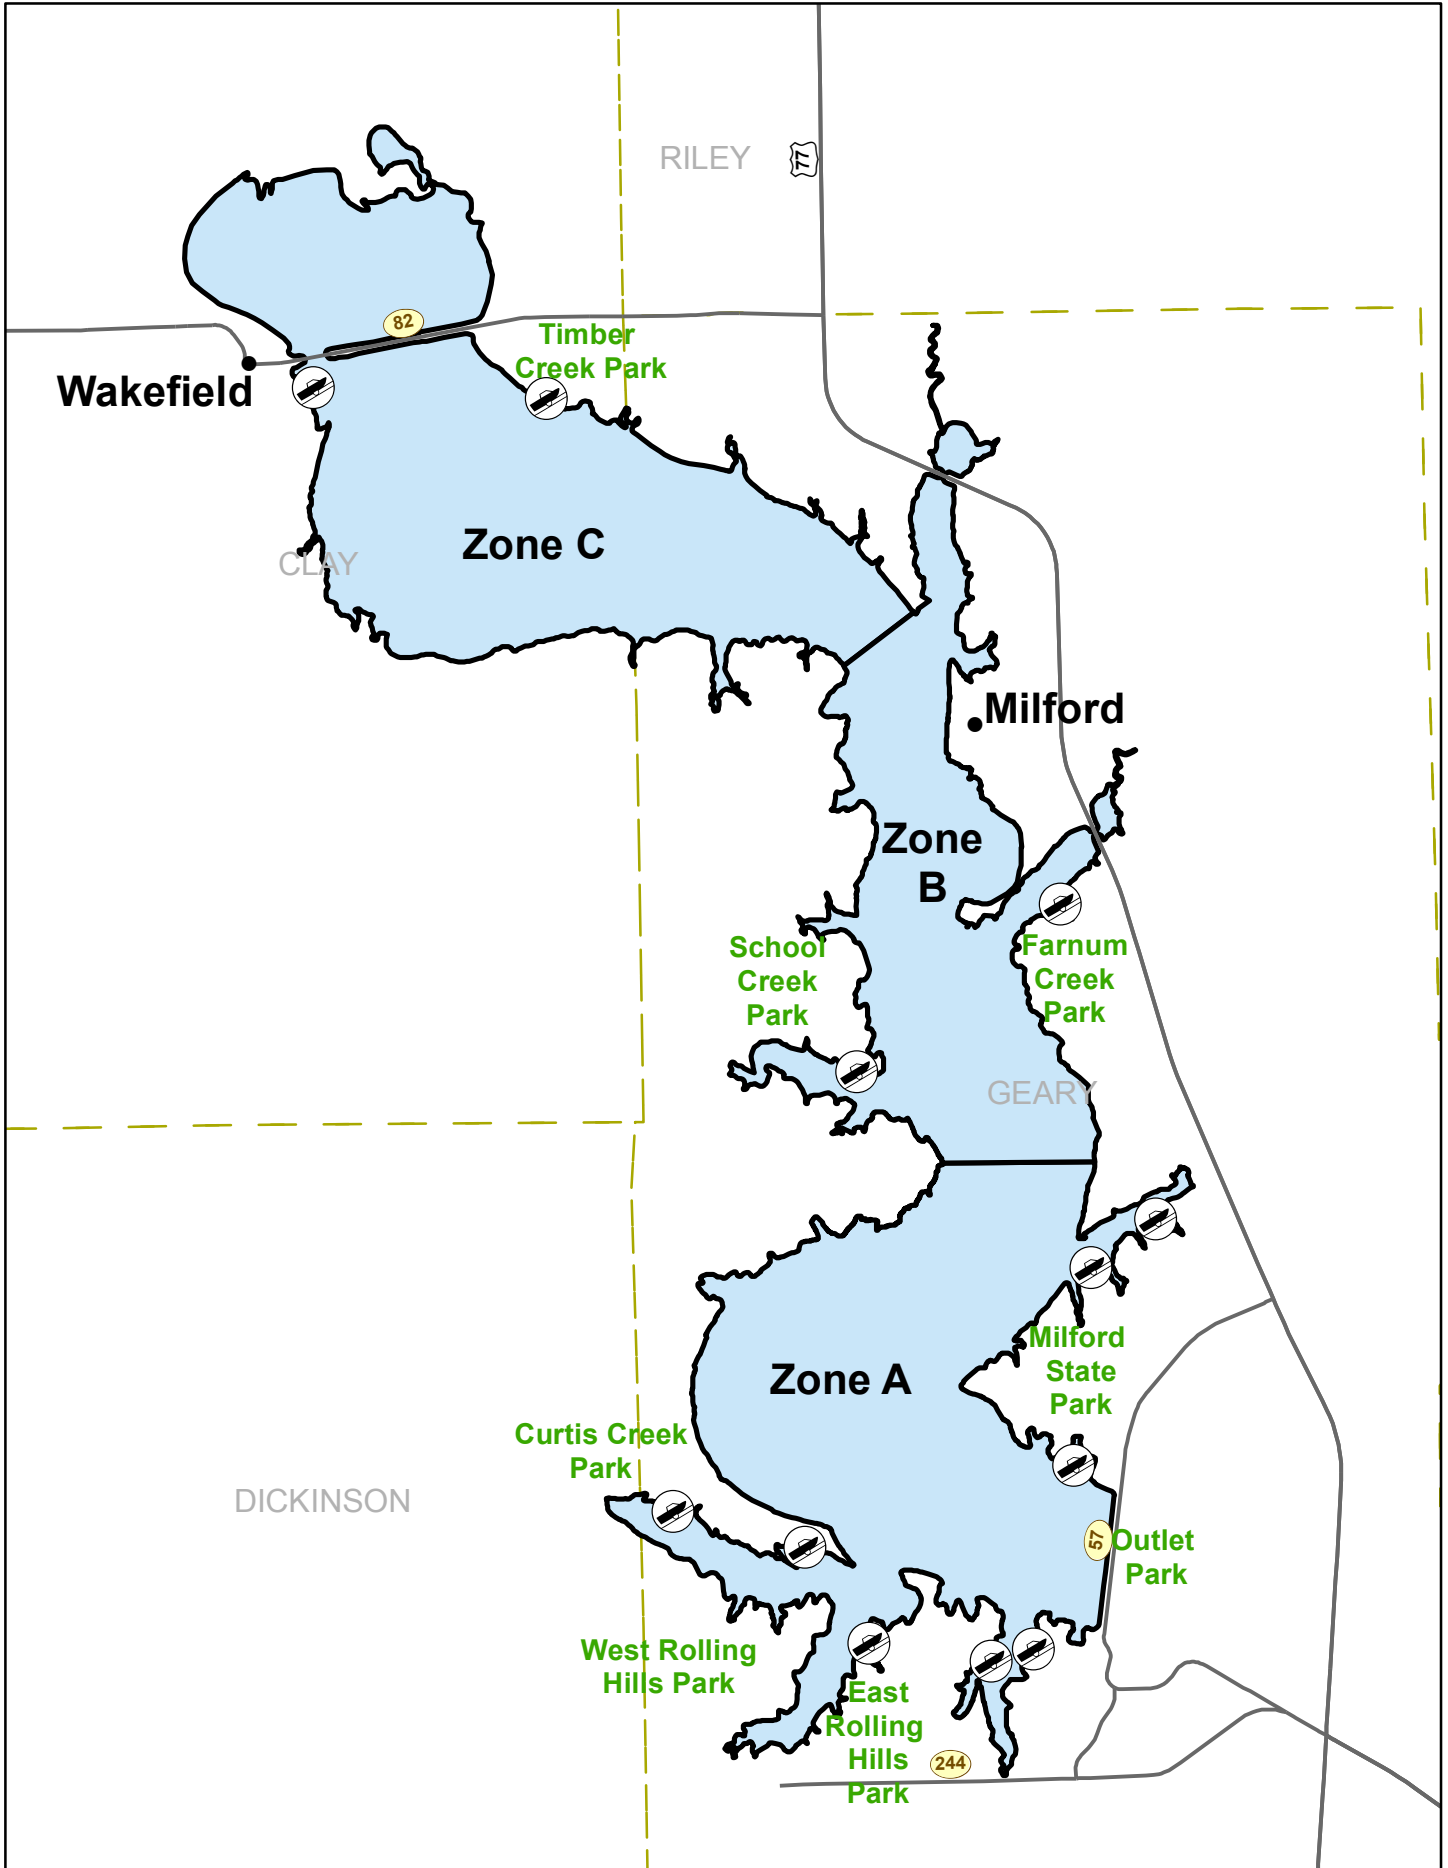 RILEY
77
82
Timber
Creek Park
Wakefield
Zone C
CLAY
Milford
Zone
B
School
Creek
Park
Farnum
Creek
Park
GEARY
Milford
State
Park
Zone A
Curtis Creek
Park
DICKINSON
57
Outlet
Park
West Rolling
Hills Park
East
Rolling
Hills
Park
244